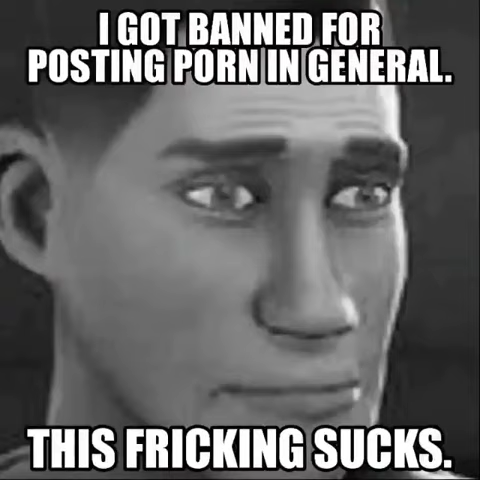 I GOT BANNED FOR
POSTING PORN IN GENERAL.
THIS FRICKING SUCKS.